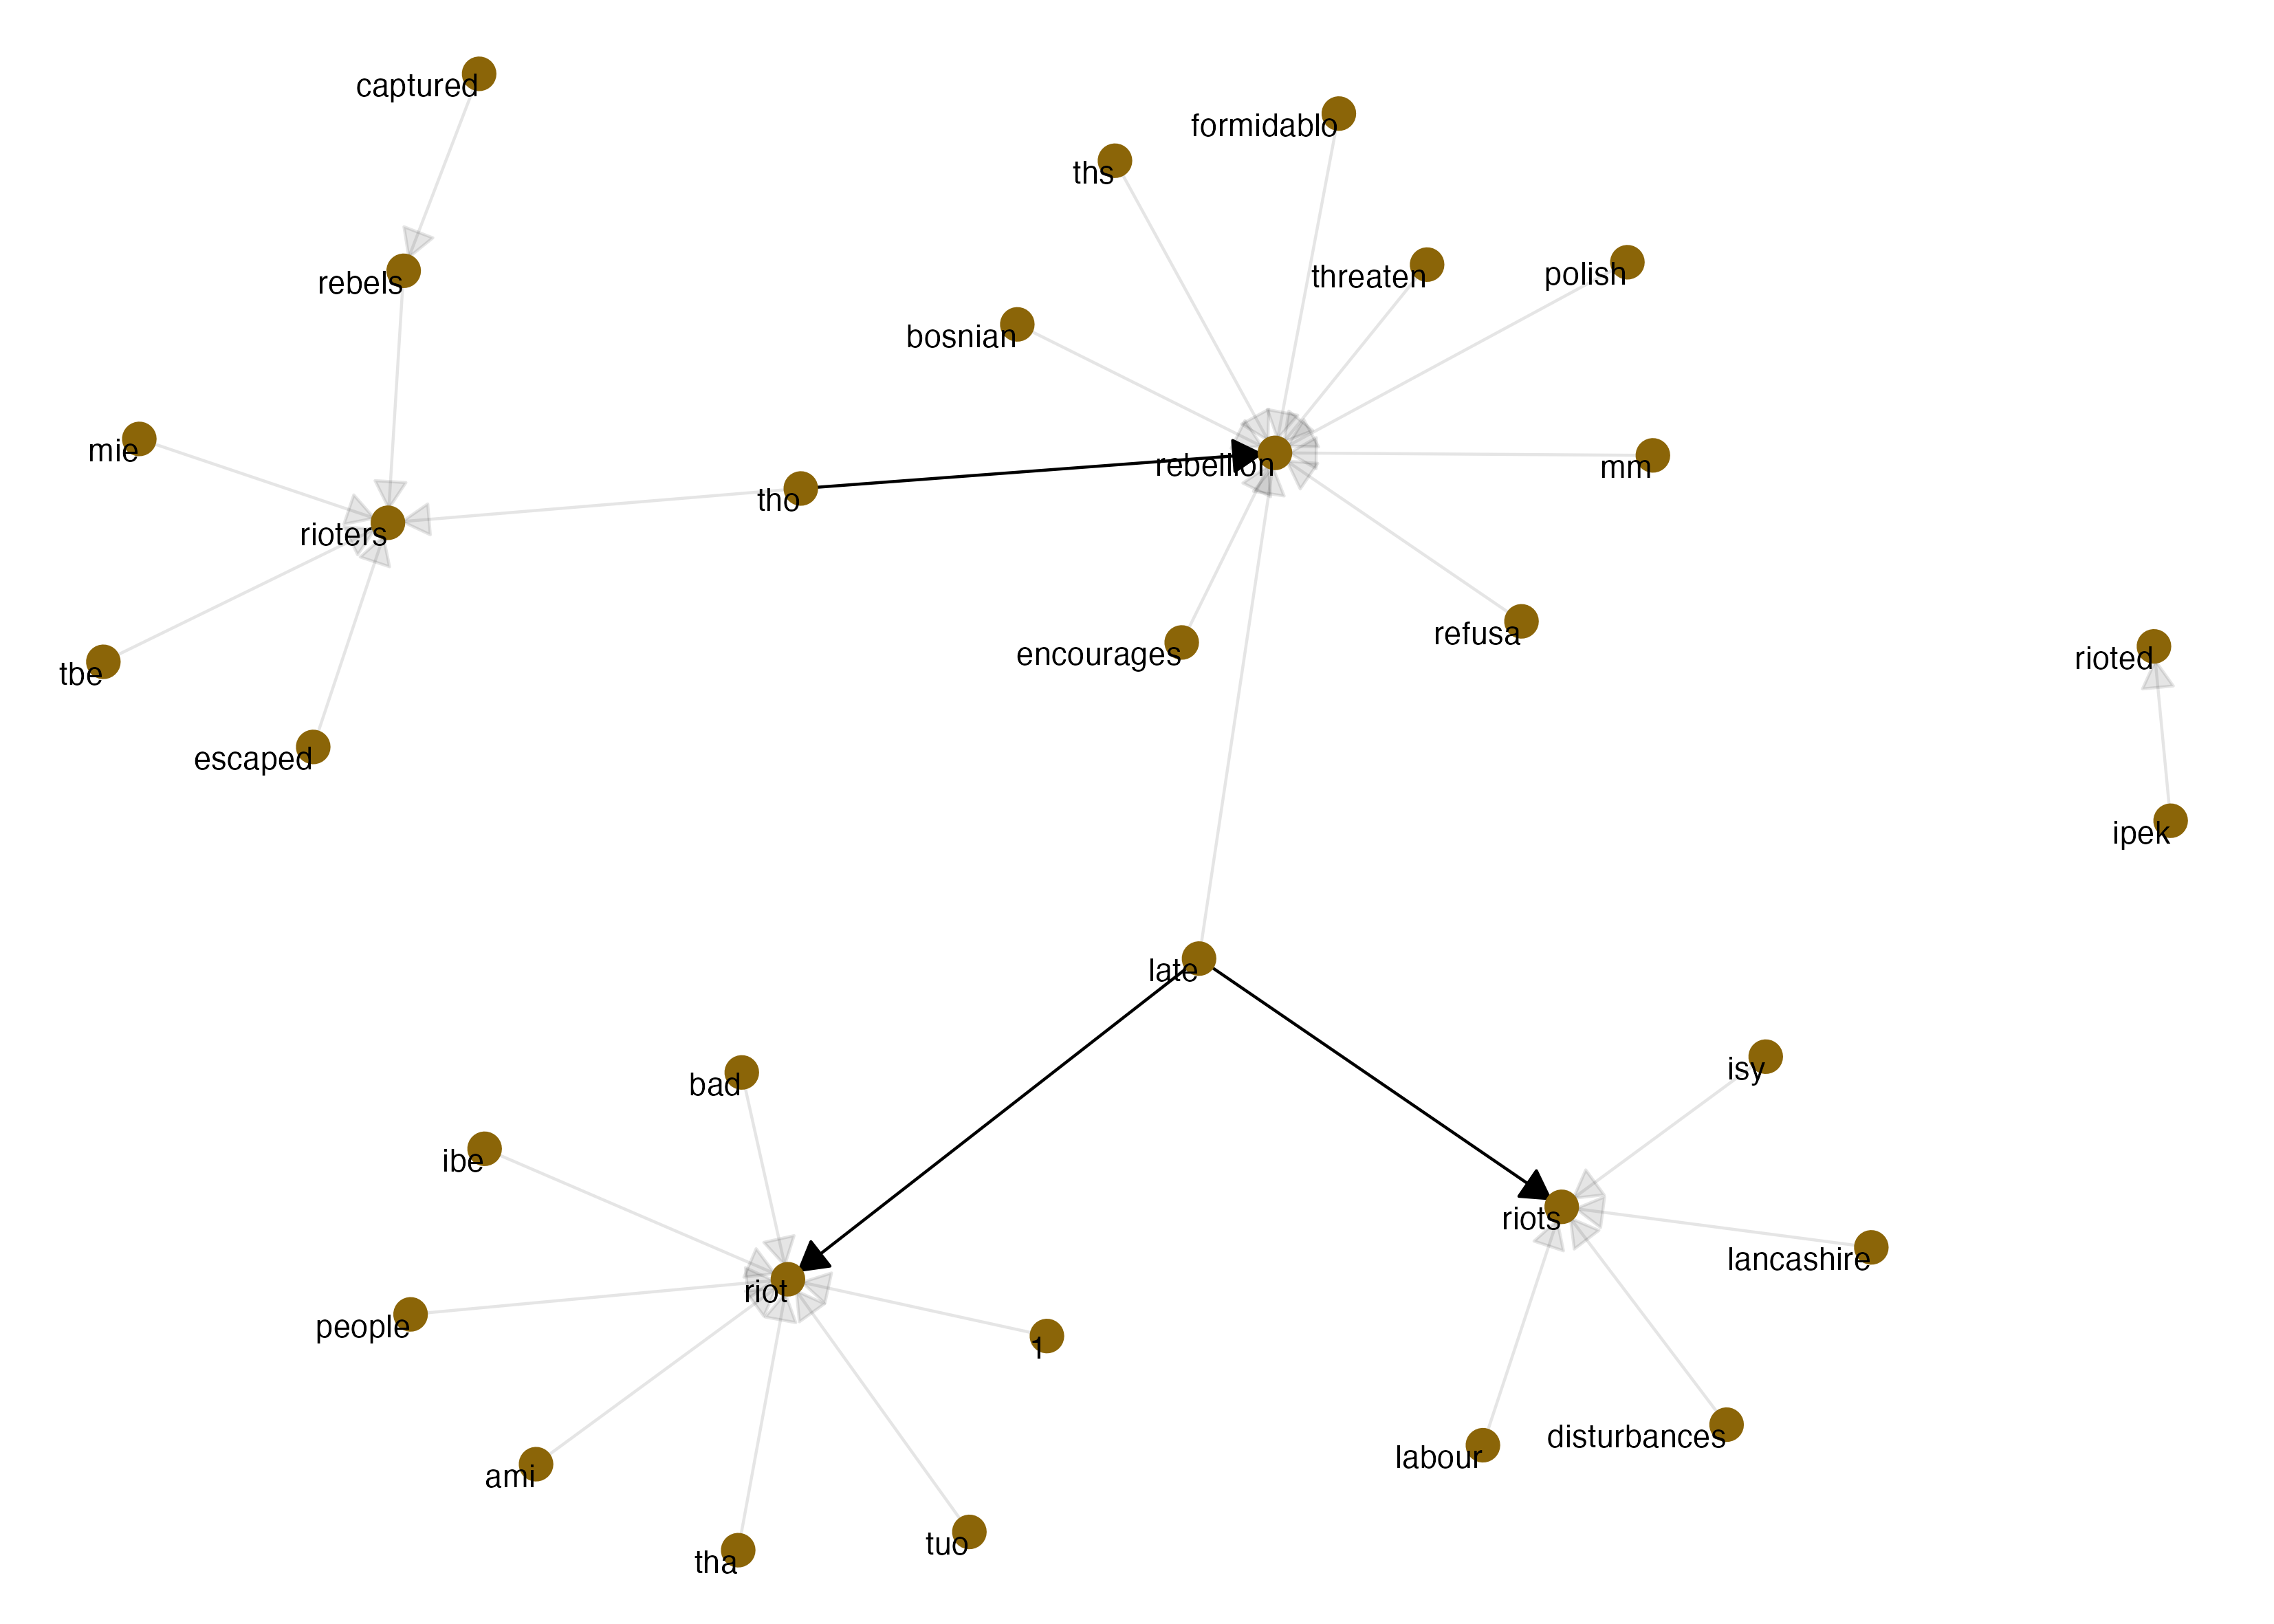 captured
formidablo
ths
rebels
threaten
polish
bosnian
mie
rebellion
mm
tho
rioters
refusa
encourages
rioted
tbe
escaped
ipek
late
isy
bad
ibe
riots
lancashire
riot
people
1
disturbances
labour
ami
tuo
tha